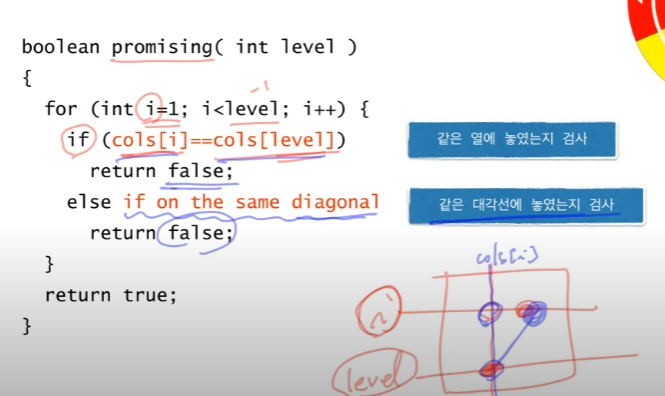 boolean promising( int level )
{
for (int i=1; i<level; i++) {
-1
if (cols[i]==cols[level])
같은 열에 놓였는지 검사
return false;
else if on the same diagonal
같은 대각선에 놓였는지 검사
return false;
cols[i]
}
return true;
i
}
level